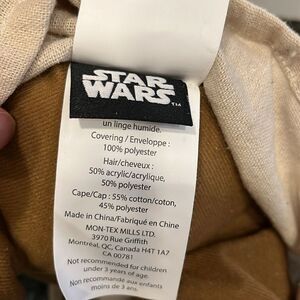 STAR
WARS
TM
un linge humide.
Covering / Enveloppe :
100% polyester
Hair/cheveux :
50% acrylic/acrylique,
50% polyester
Cape/Cap : 55% cotton/coton,
45% polyester
Made in China/Fabriqué en Chine
MON-TEX MILLS LTD.
3970 Rue Griffith
Montréal, QC, Canada H4T 1A7
CA 00781
Not recommended for children
under 3 years of age.
Non recommandée aux enfants
moins de 3 ans.